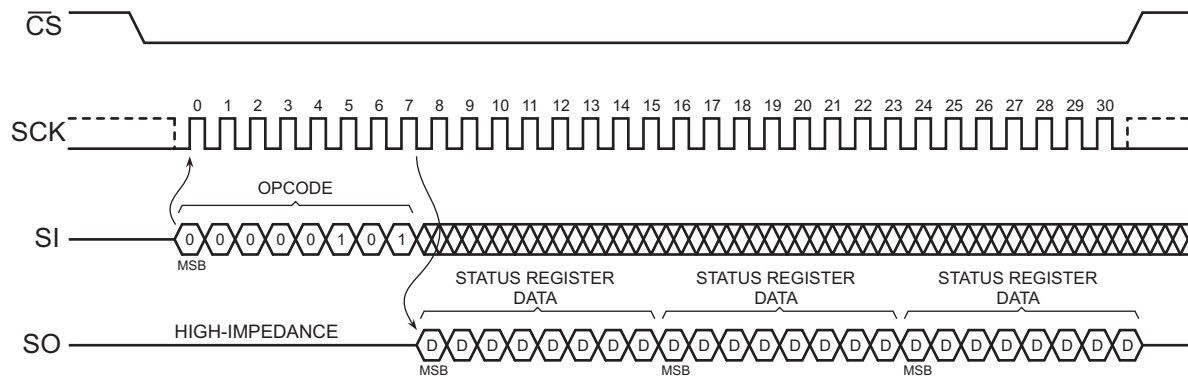 CS
SCK
0 1 2 3 4 5 6 7 8 9 10 11 12 13 14 15 16 17 18 19 20 21 22 23 24 25 26 27 28 29 30
OPCODE
SI
0 0 0 0 0 1 0 1
MSB
STATUS REGISTER DATA
STATUS REGISTER DATA
STATUS REGISTER DATA
SO
HIGH-IMPEDANCE
D D D D D D D D D D D D D D D D D D D D D D D D
MSB
MSB
MSB